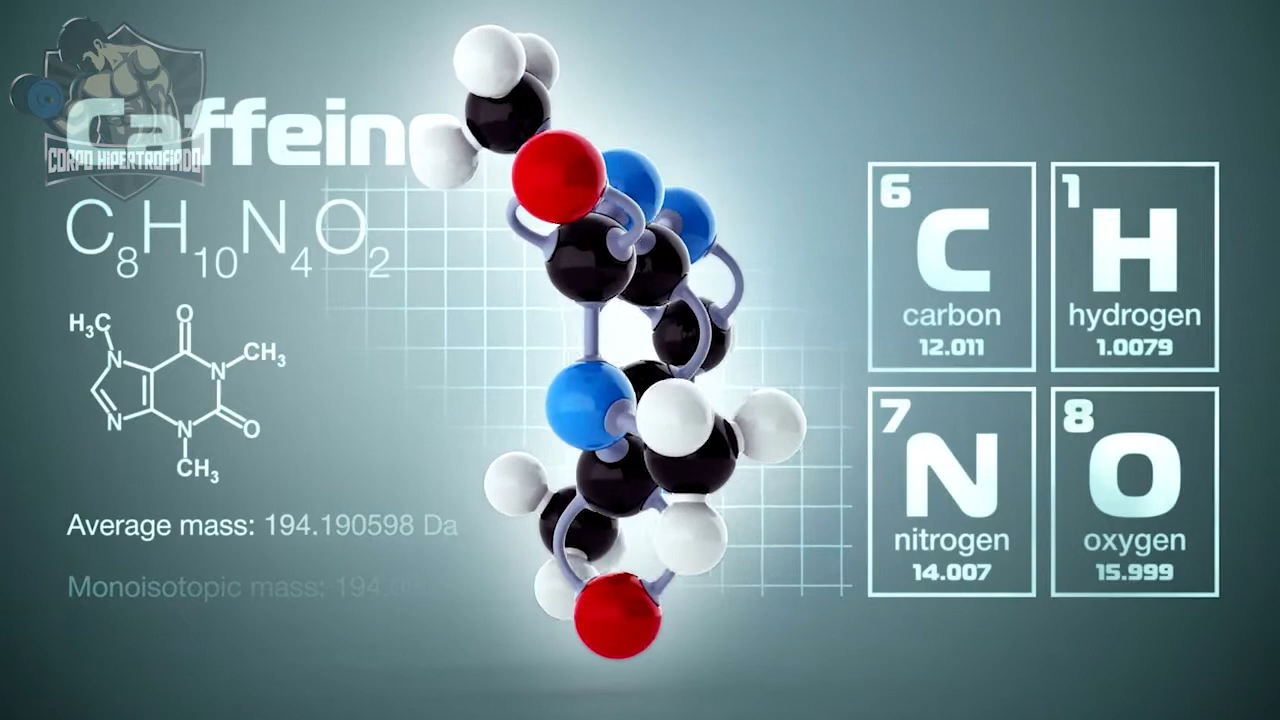 Caffeine
CORPO HIPERTROFIADO
C8H10N4O2
H3C
O
N
N
CH3
N
N
O
CH3
Average mass: 194.190598 Da
Monoisotopic mass: 194.0
6
C
carbon
12.011
1
H
hydrogen
1.0079
7
N
nitrogen
14.007
8
O
oxygen
15.999